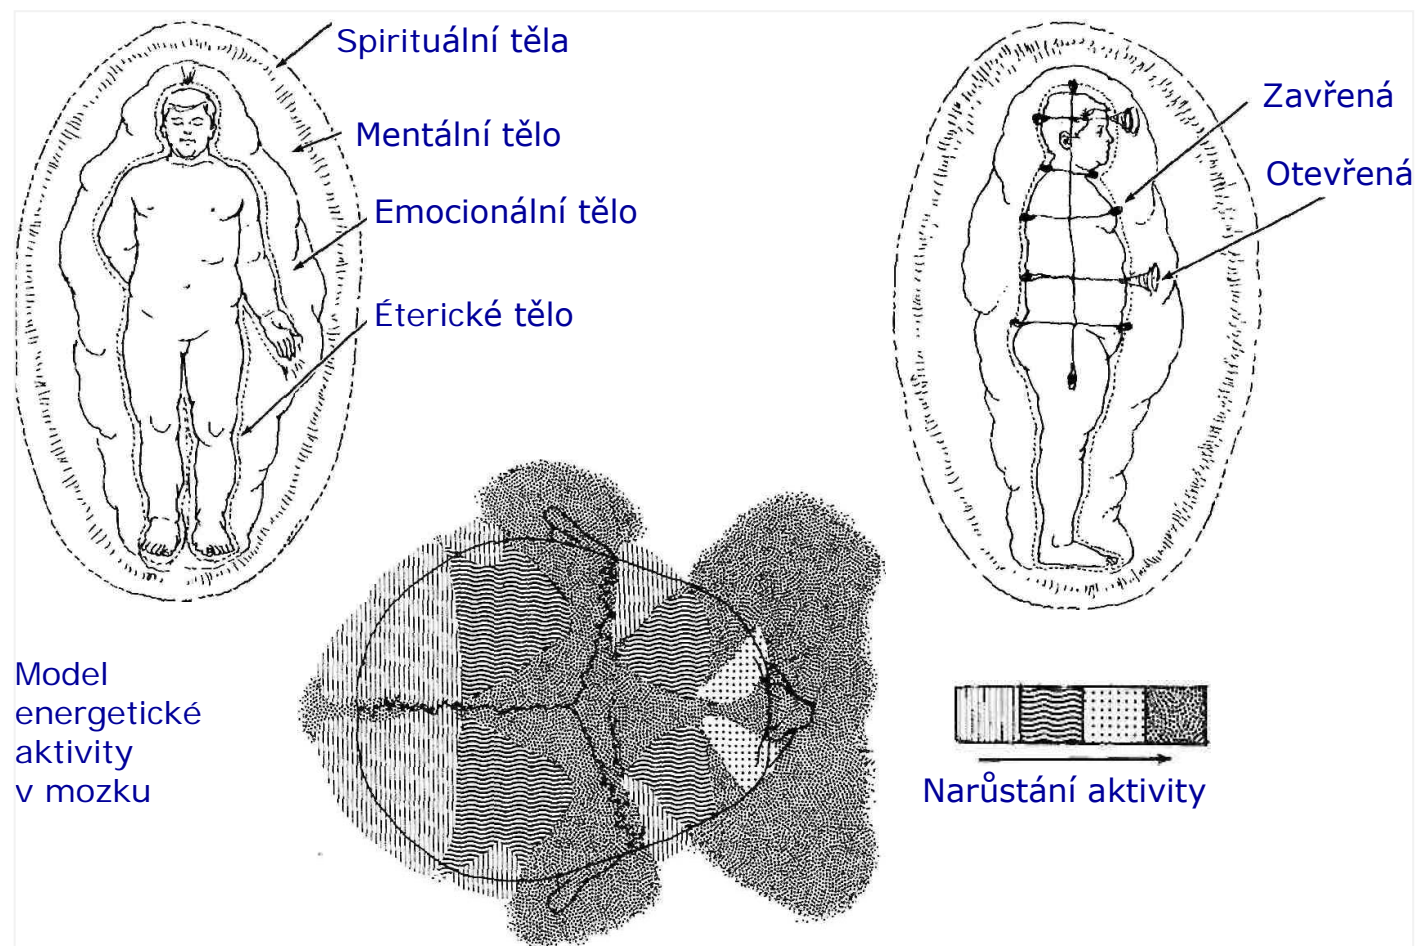 Spirituální těla
Mentální tělo
Emocionální tělo
Éterické tělo
Zavřená
Otevřená
Model
energetické
aktivity
v mozku
Narůstání aktivity